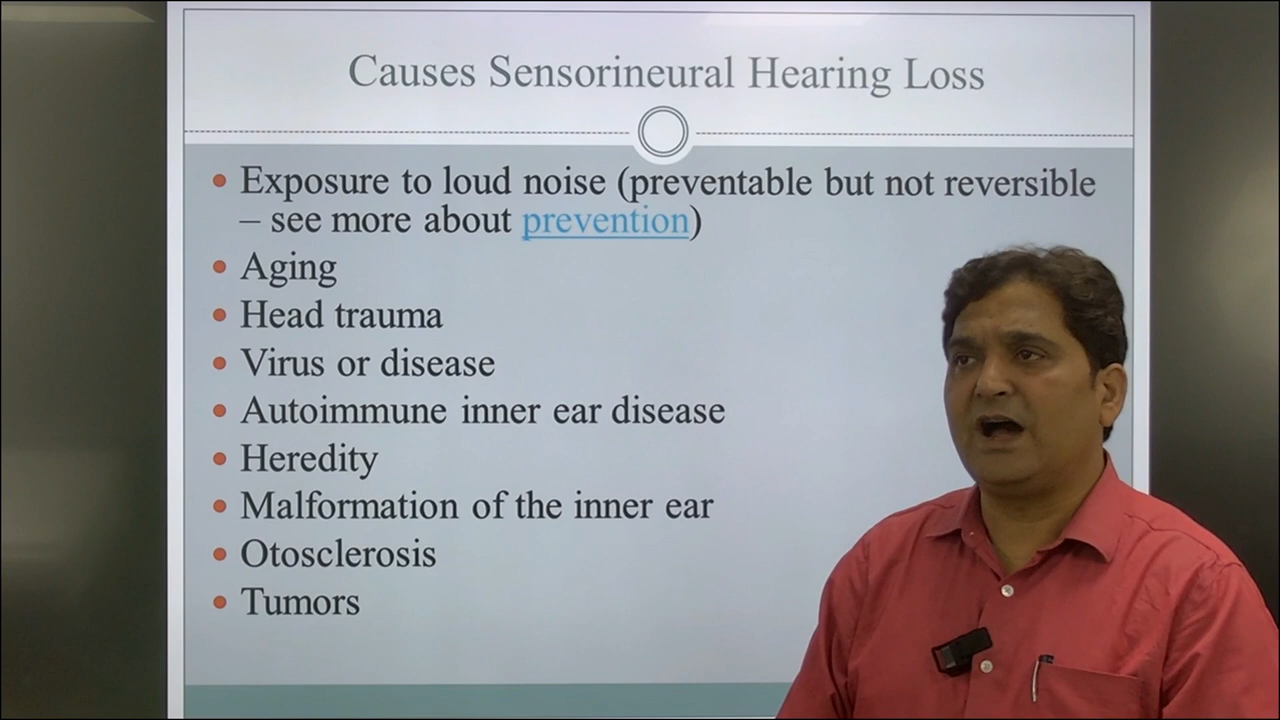 Causes Sensorineural Hearing Loss
• Exposure to loud noise (preventable but not reversible
– see more about prevention)
• Aging
• Head trauma
• Virus or disease
• Autoimmune inner ear disease
• Heredity
• Malformation of the inner ear
• Otosclerosis
• Tumors